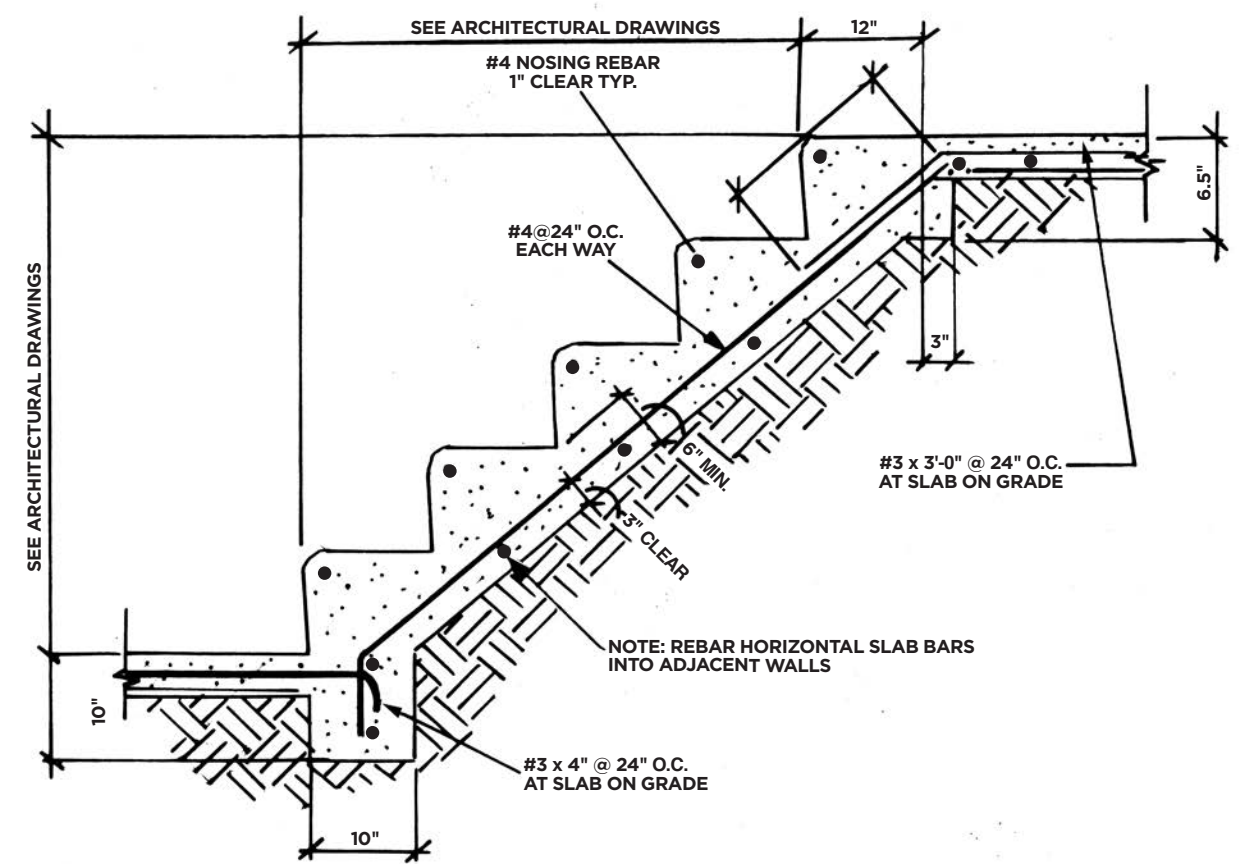 SEE ARCHITECTURAL DRAWINGS
12"
#4 NOSING REBAR
1" CLEAR TYP.
6.5"
#4@24" O.C.
EACH WAY
SEE ARCHITECTURAL DRAWINGS
3"
6" MIN.
#3 x 3'-0" @ 24" O.C.
AT SLAB ON GRADE
3" CLEAR
NOTE: REBAR HORIZONTAL SLAB BARS
INTO ADJACENT WALLS
10"
#3 x 4" @ 24" O.C.
AT SLAB ON GRADE
10"